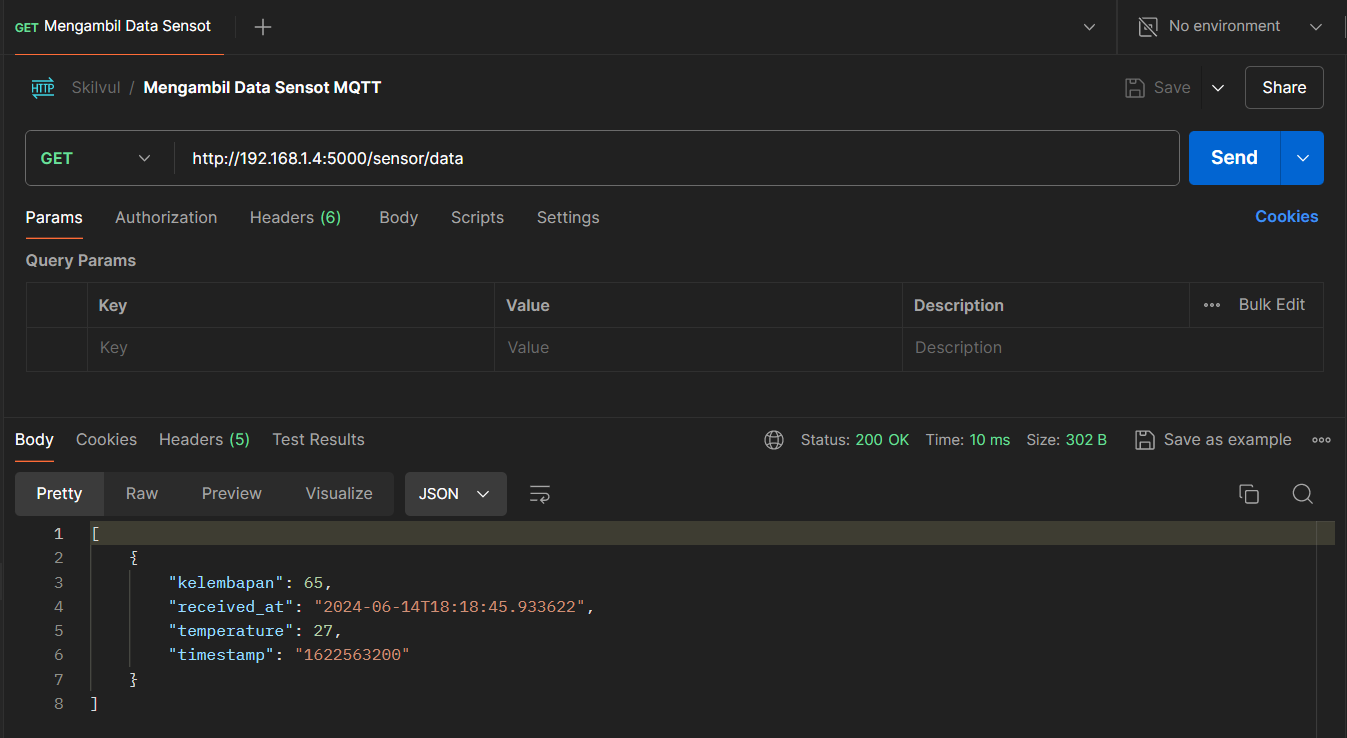 GET Mengambil Data Sensot
No environment
HTTP Skilvul / Mengambil Data Sensot MQTT
Save
Share
GET http://192.168.1.4:5000/sensor/data
Send
Params Authorization Headers (6) Body Scripts Settings Cookies
Query Params
Key Value Description ••• Bulk Edit
Key Value Description
Body Cookies Headers (5) Test Results Status: 200 OK Time: 10 ms Size: 302 B Save as example
Pretty Raw Preview Visualize JSON
1 [
2 {
3 "kelembapan": 65,
4 "received_at": "2024-06-14T18:18:45.933622",
5 "temperature": 27,
6 "timestamp": "1622563200"
7 }
8 ]